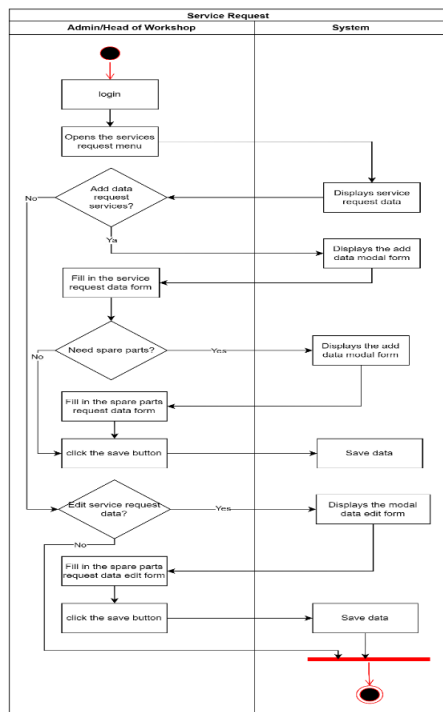 Service Request
Admin/Head of Workshop
System
login
Opens the services
request menu
Displays service
request data
Add data
request
services?
No
Ya
Displays the add
data modal form
Fill in the service
request data form
Need spare parts?
Yes
No
Displays the add
data modal form
Fill in the spare parts
request data form
click the save button
Save data
Edit service request
data?
Yes
No
Displays the modal
data edit form
Fill in the spare parts
request data edit form
click the save button
Save data